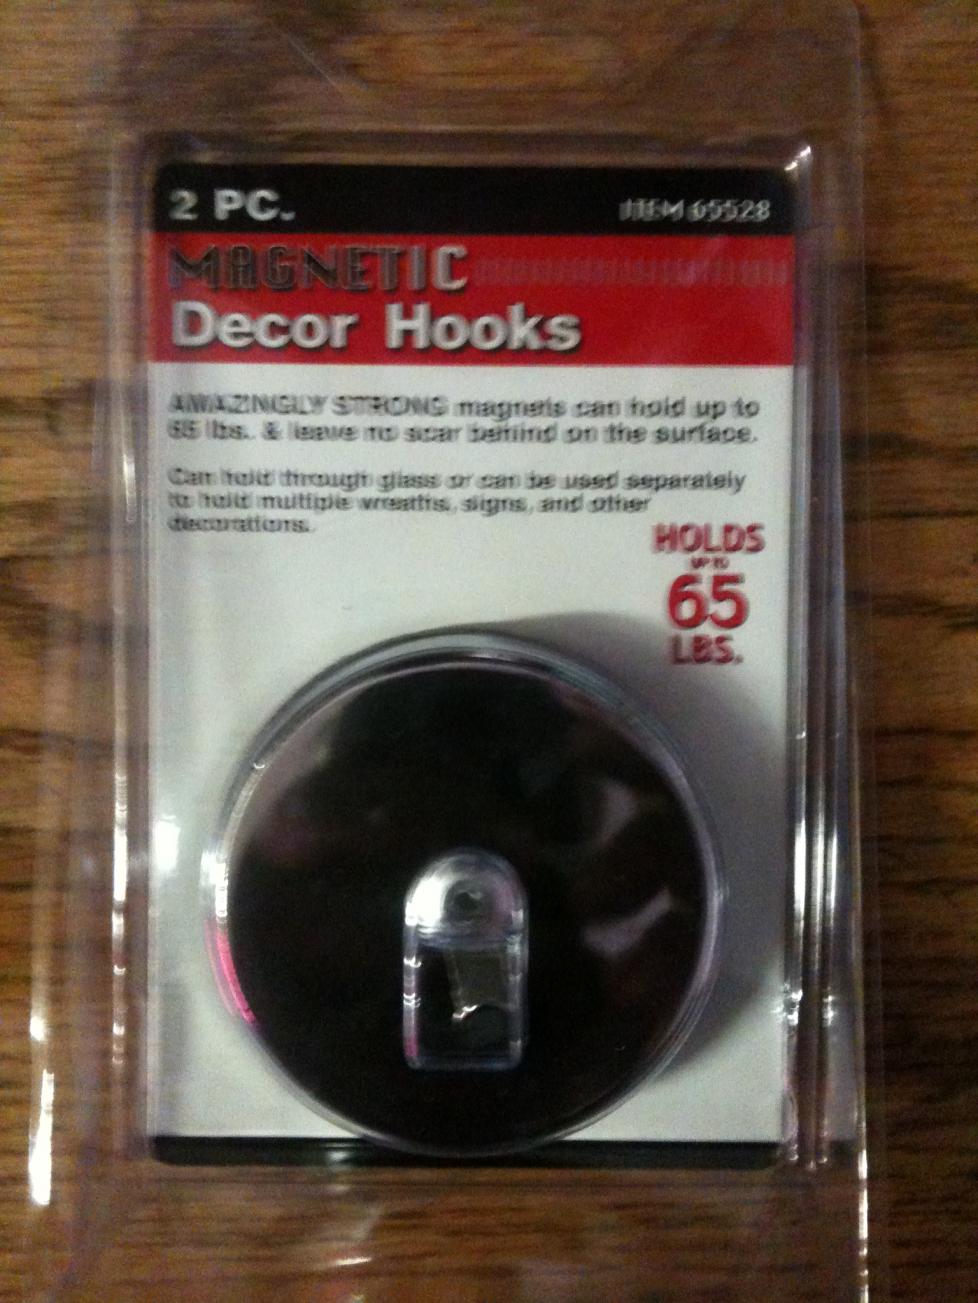 2 PC.
ITEM 65528
MAGNETIC
Decor Hooks
AMAZINGLY STRONG magnets can hold up to
65 lbs. & leave no scar behind on the surface.
Can hold through glass or can be used separately
to hold multiple wreaths, signs, and other
decorations.
HOLDS
UP TO
65
LBS.